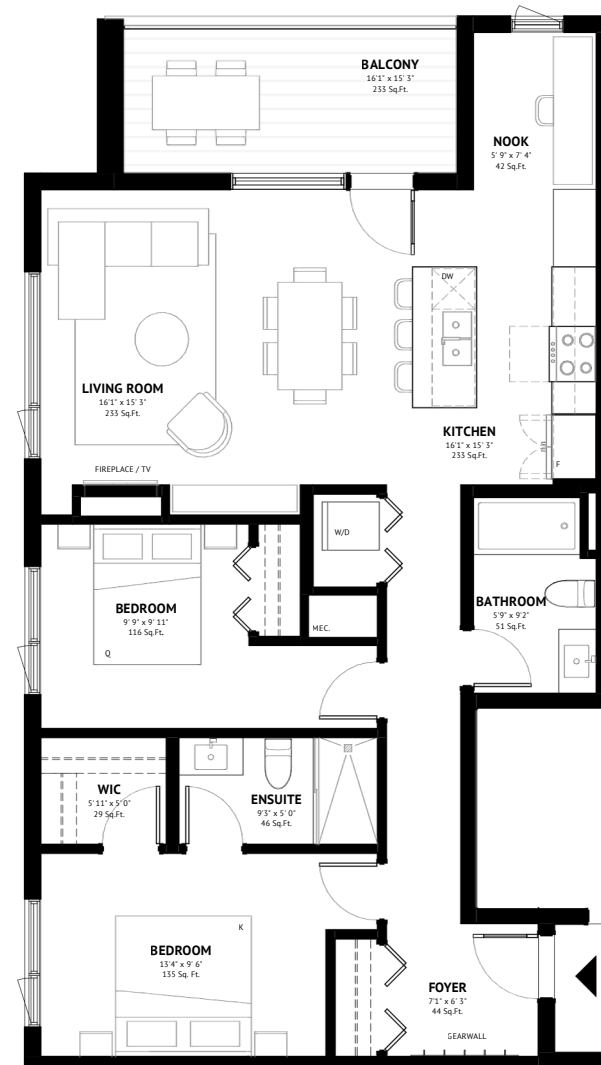 BALCONY
16'1" x 15' 3"
233 Sq.Ft.
NOOK
5' 9" x 7' 4"
42 Sq.Ft.
DW
LIVING ROOM
16'1" x 15' 3"
233 Sq.Ft.
KITCHEN
16'1" x 15' 3"
233 Sq.Ft.
FIREPLACE / TV
F
W/D
BEDROOM
9' 9" x 9' 11"
116 Sq.Ft.
Q
MEC.
BATHROOM
5'9" x 9'2"
51 Sq.Ft.
WIC
5' 11" x 5' 0"
29 Sq.Ft.
ENSUITE
9'3" x 5' 0"
46 Sq.Ft.
K
BEDROOM
13'4" x 9' 6"
135 Sq. Ft.
FOYER
7'1" x 6' 3"
44 Sq.Ft.
GEARWALL